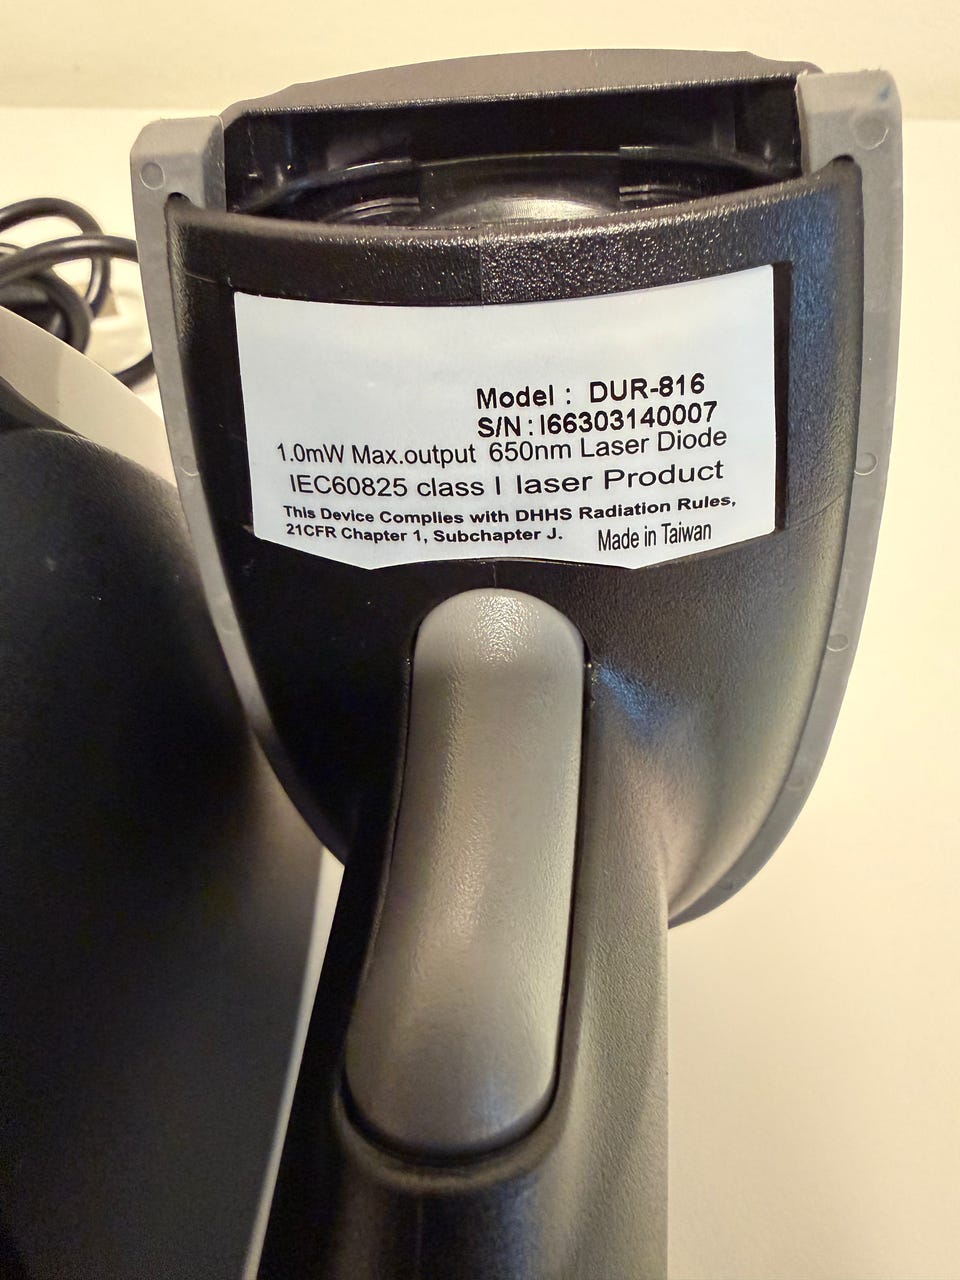 Model : DUR-816
S/N : I66303140007
1.0mW Max.output 650nm Laser Diode
IEC60825 class I laser Product
This Device Complies with DHHS Radiation Rules,
21CFR Chapter 1, Subchapter J. Made in Taiwan